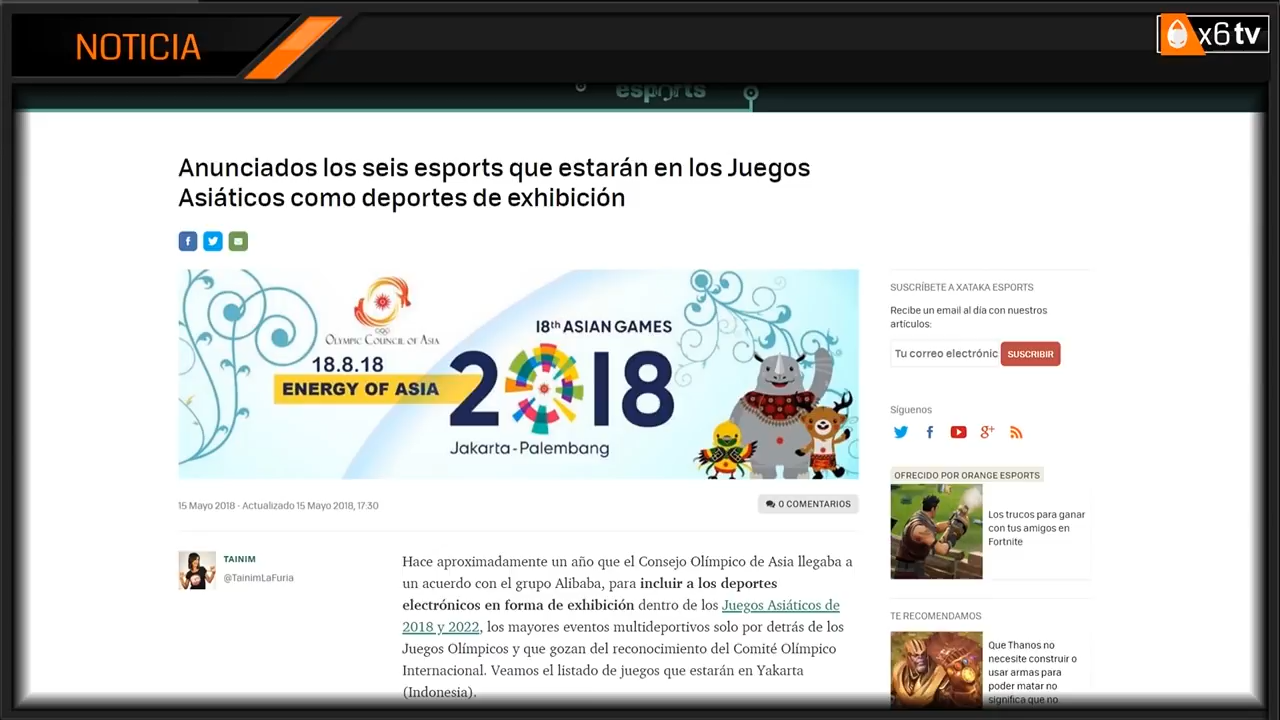 NOTICIA
x6tv
esports
Anunciados los seis esports que estarán en los Juegos
Asiáticos como deportes de exhibición
OLYMPIC COUNCIL OF ASIA
18.8.18
ENERGY OF ASIA
18th ASIAN GAMES
2018
Jakarta - Palembang
15 Mayo 2018 - Actualizado 15 Mayo 2018, 17:30
0 COMENTARIOS
TAINIM
@TainimLaFuria
Hace aproximadamente un año que el Consejo Olímpico de Asia llegaba a
un acuerdo con el grupo Alibaba, para incluir a los deportes
electrónicos en forma de exhibición dentro de los Juegos Asiáticos de
2018 y 2022, los mayores eventos multideportivos solo por detrás de los
Juegos Olímpicos y que gozan del reconocimiento del Comité Olímpico
Internacional. Veamos el listado de juegos que estarán en Yakarta
(Indonesia).
SUSCRÍBETE A XATAKA ESPORTS
Recibe un email al día con nuestros
artículos:
Tu correo electrónic
SUSCRIBIR
Síguenos
OFRECIDO POR ORANGE ESPORTS
Los trucos para ganar
con tus amigos en
Fortnite
TE RECOMENDAMOS
Que Thanos no
necesite construir o
usar armas para
poder matar no
significa que no